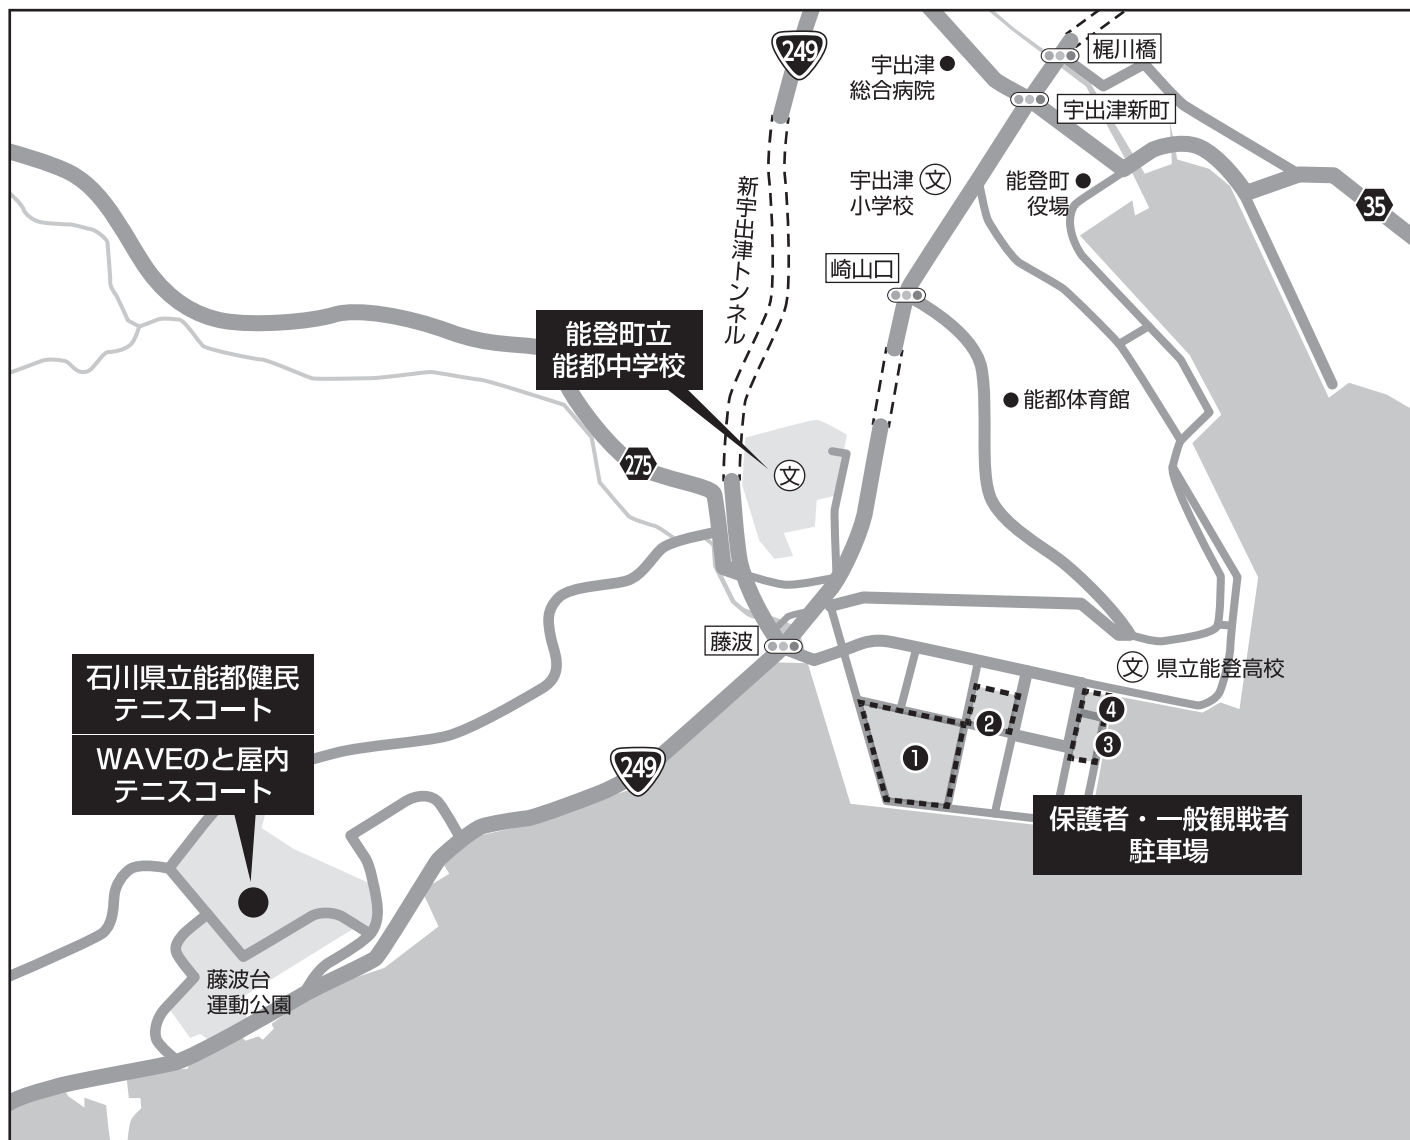 249
宇出津
総合病院
梶川橋
宇出津新町
新宇出津トンネル
宇出津
小学校
文
能登町
役場
35
崎山口
能登町立
能都中学校
能都体育館
275
文
藤波
文
県立能登高校
石川県立能都健民
テニスコート
WAVEのと屋内
テニスコート
249
❶
❷
❹
❸
保護者・一般観戦者
駐車場
藤波台
運動公園